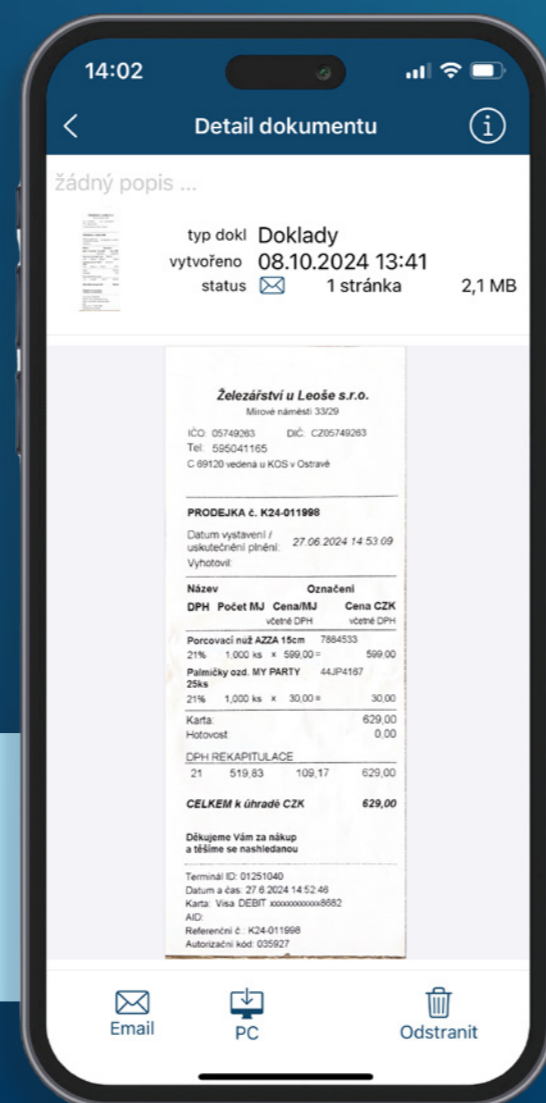 14:02
Detail dokumentu
žádný popis ...
typ dokl Doklady
vytvořeno 08.10.2024 13:41
status 1 stránka 2,1 MB
Železářství u Leoše s.r.o.
Mírové náměstí 33/29
IČO: 05749263 DIČ: CZ05749263
Tel: 595041165
C 69120 vedená u KOS v Ostravě
PRODEJKA č. K24-011998
Datum vystavení /
uskutečnění plnění: 27.06.2024 14:53:09
Vyhotovil:
Název Označení
DPH Počet MJ Cena/MJ Cena CZK
včetně DPH včetně DPH
Porcovací nůž AZZA 15cm 7884533
21% 1,000 ks x 599,00 = 599,00
Palmičky ozd. MY PARTY 44JP4167
25ks
21% 1,000 ks x 30,00 = 30,00
Karta: 629,00
Hotovost: 0,00
DPH REKAPITULACE
21 519,83 109,17 629,00
CELKEM k úhradě CZK 629,00
Děkujeme Vám za nákup
a těšíme se nashledanou
Terminál ID: 01251040
Datum a čas: 27.6.2024 14:52:46
Karta: Visa DEBIT xxxxxxxxxxxx8682
AID:
Referenční č.: K24-011998
Autorizační kód: 035927
Email PC Odstranit